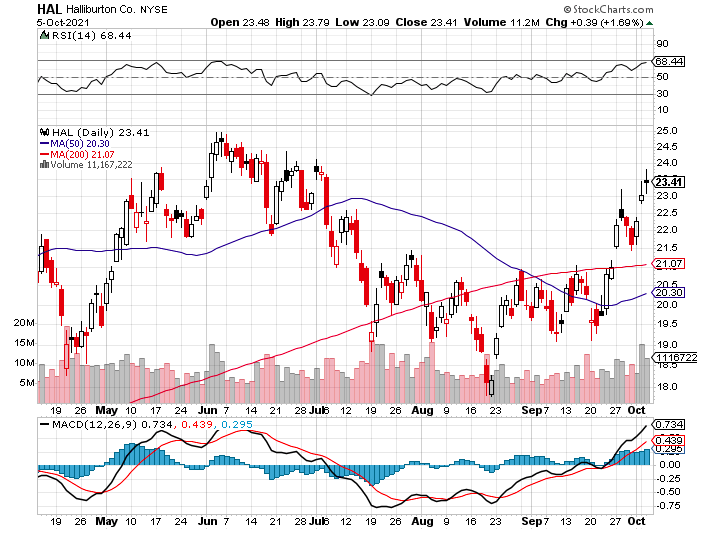 HAL Halliburton Co. NYSE © StockCharts.com
5-Oct-2021 Open 23.48 High 23.79 Low 23.09 Close 23.41 Volume 11.2M Chg +0.39 (+1.69%)
RSI(14) 68.44
90
68.44
50
30
10
HAL (Daily) 23.41
MA(50) 20.30
MA(200) 21.07
Volume 11,167,222
25.0
24.5
24.0
23.41
23.0
22.5
22.0
21.5
21.07
20.30
20.0
19.5
19.0
11167222
18.5
18.0
20M
15M
10M
5M
19 26 May 10 17 24 Jun 7 14 21 28 Jul 6 12 19 26 Aug 9 16 23 Sep 7 13 20 27 Oct
MACD(12,26,9) 0.734, 0.439, 0.295
0.734
0.439
0.295
0.00
-0.25
-0.50
-0.75
19 26 May 10 17 24 Jun 7 14 21 28 Jul 6 12 19 26 Aug 9 16 23 Sep 7 13 20 27 Oct